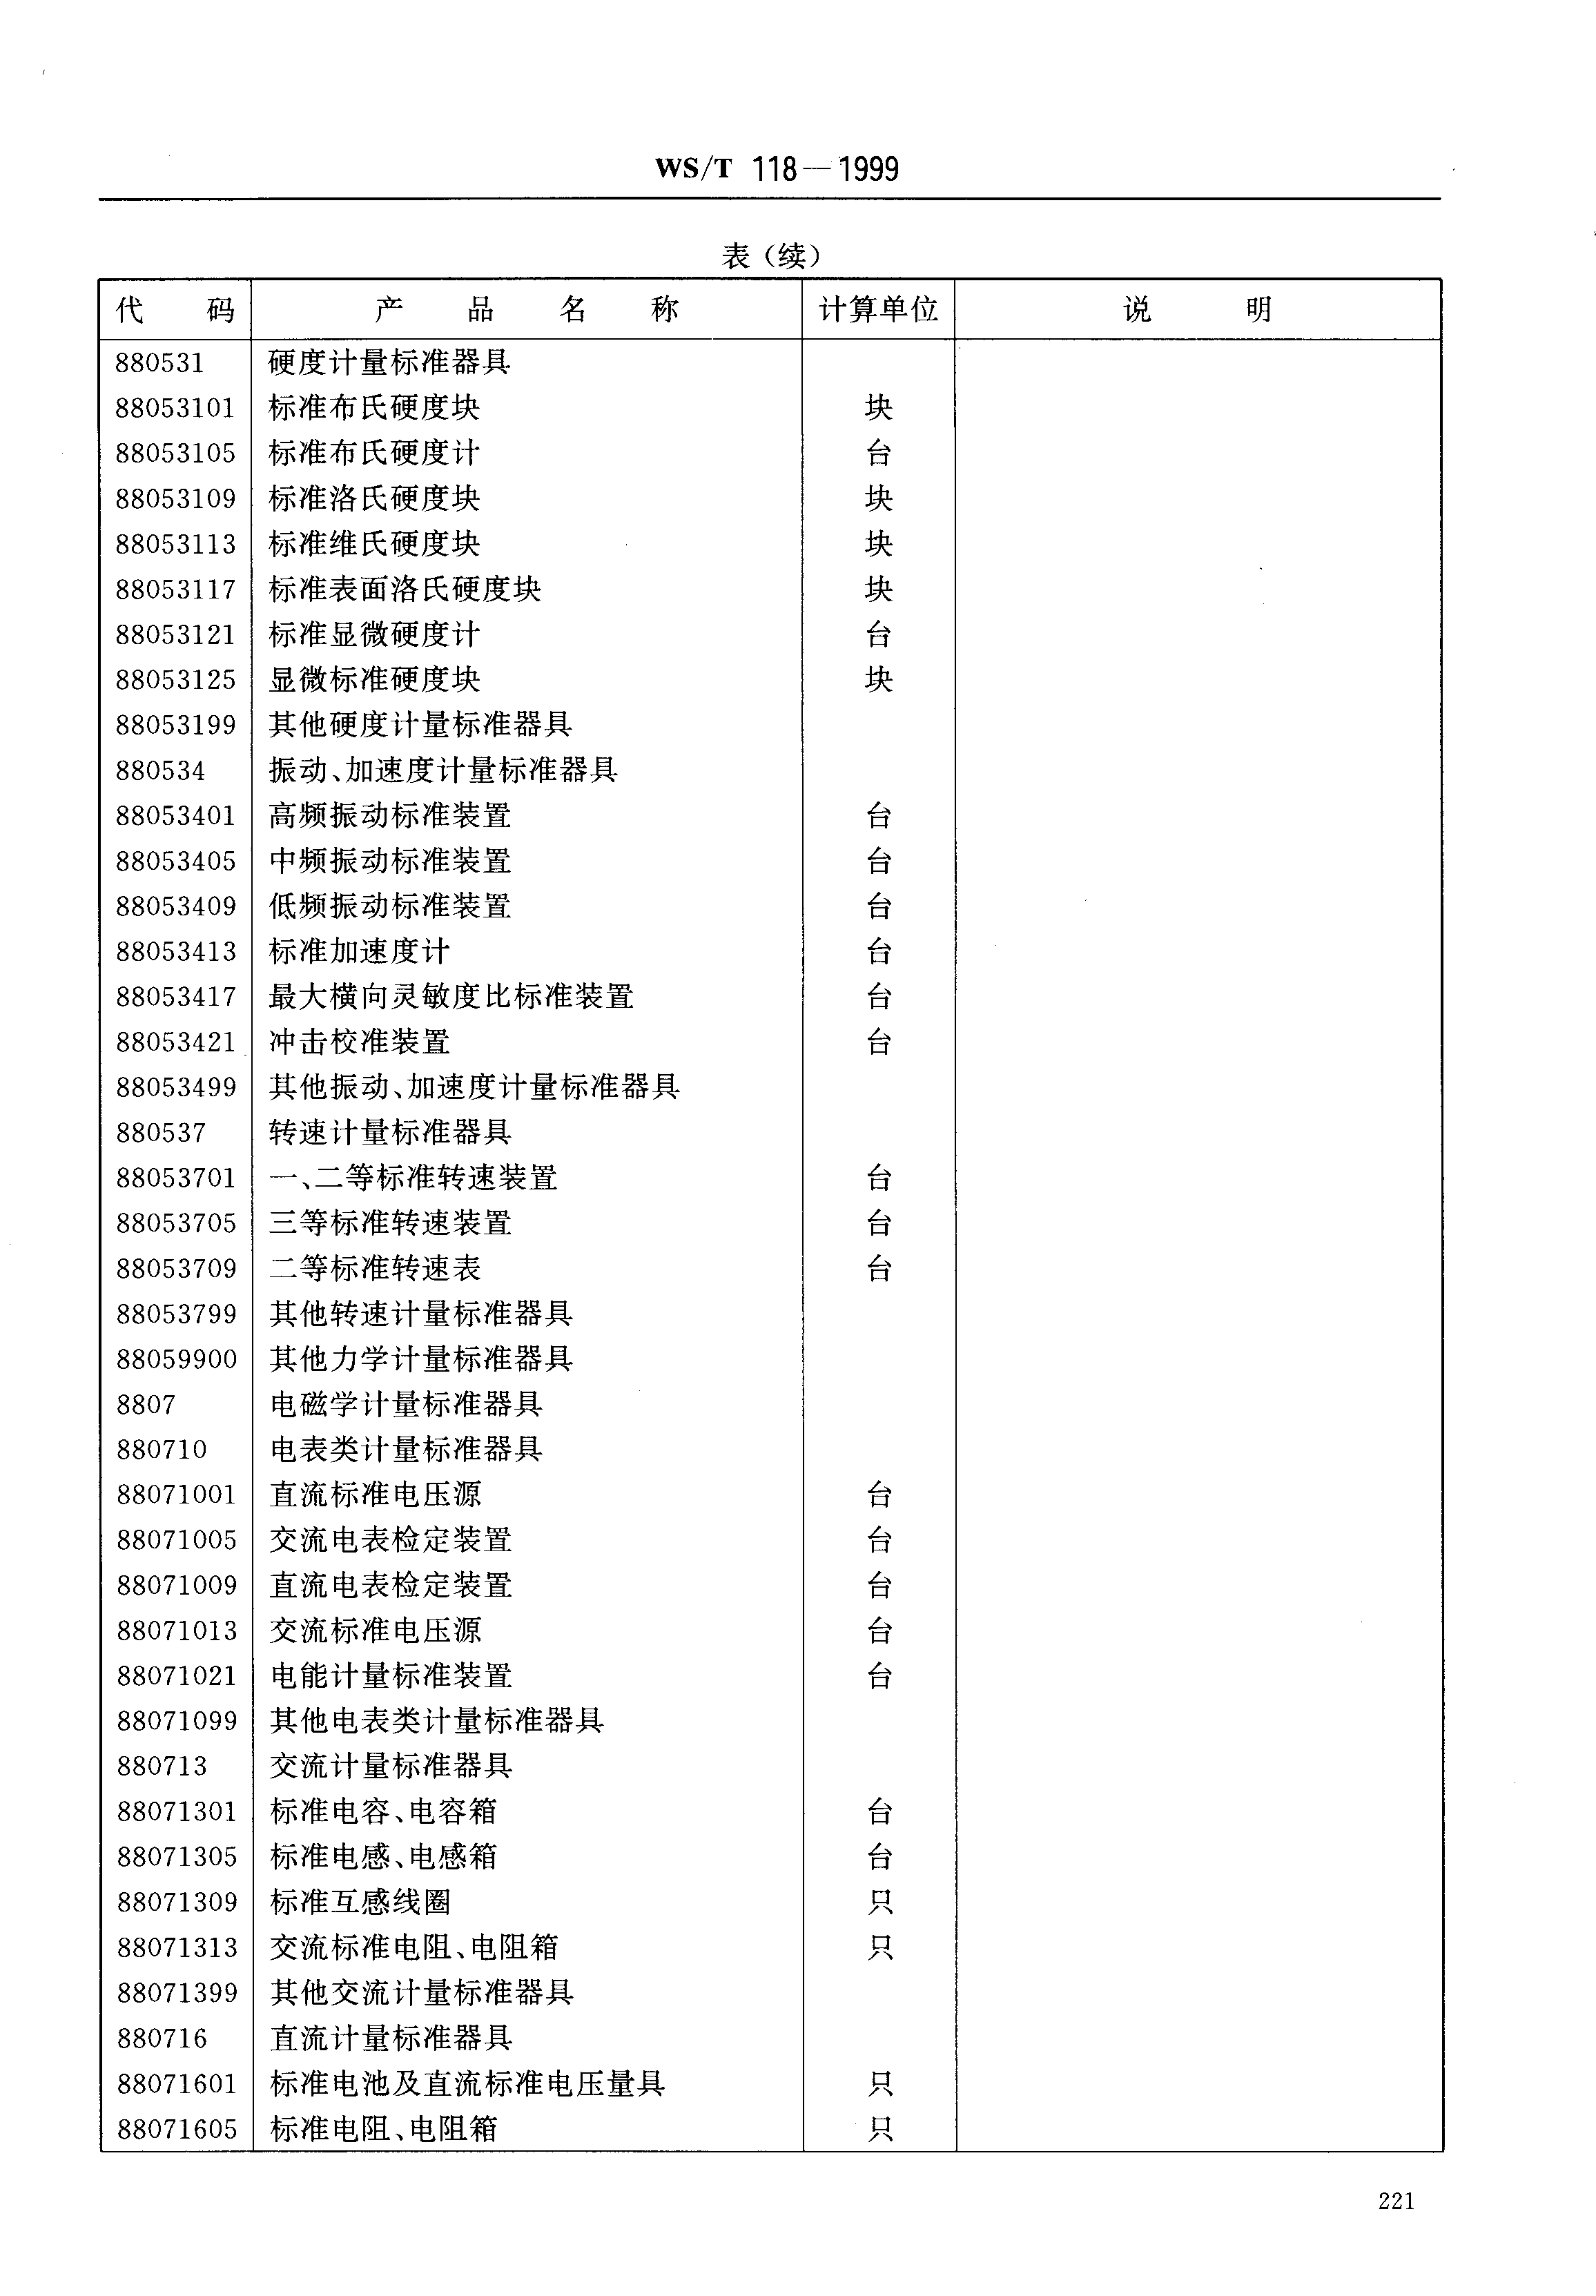 WS/T 118—1999
表（续）
代 码 产 品 名 称 计算单位 说 明
880531 硬度计量标准器具
88053101 标准布氏硬度块 块
88053105 标准布氏硬度计 台
88053109 标准洛氏硬度块 块
88053113 标准维氏硬度块 块
88053117 标准表面洛氏硬度块 块
88053121 标准显微硬度计 台
88053125 显微标准硬度块 块
88053199 其他硬度计量标准器具
880534 振动、加速度计量标准器具
88053401 高频振动标准装置 台
88053405 中频振动标准装置 台
88053409 低频振动标准装置 台
88053413 标准加速度计 台
88053417 最大横向灵敏度比标准装置 台
88053421 冲击校准装置 台
88053499 其他振动、加速度计量标准器具
880537 转速计量标准器具
88053701 一、二等标准转速装置 台
88053705 三等标准转速装置 台
88053709 二等标准转速表 台
88053799 其他转速计量标准器具
88059900 其他力学计量标准器具
8807 电磁学计量标准器具
880710 电表类计量标准器具
88071001 直流标准电压源 台
88071005 交流电表检定装置 台
88071009 直流电表检定装置 台
88071013 交流标准电压源 台
88071021 电能计量标准装置 台
88071099 其他电表类计量标准器具
880713 交流计量标准器具
88071301 标准电容、电容箱 台
88071305 标准电感、电感箱 台
88071309 标准互感线圈 只
88071313 交流标准电阻、电阻箱 只
88071399 其他交流计量标准器具
880716 直流计量标准器具
88071601 标准电池及直流标准电压量具 只
88071605 标准电阻、电阻箱 只
221